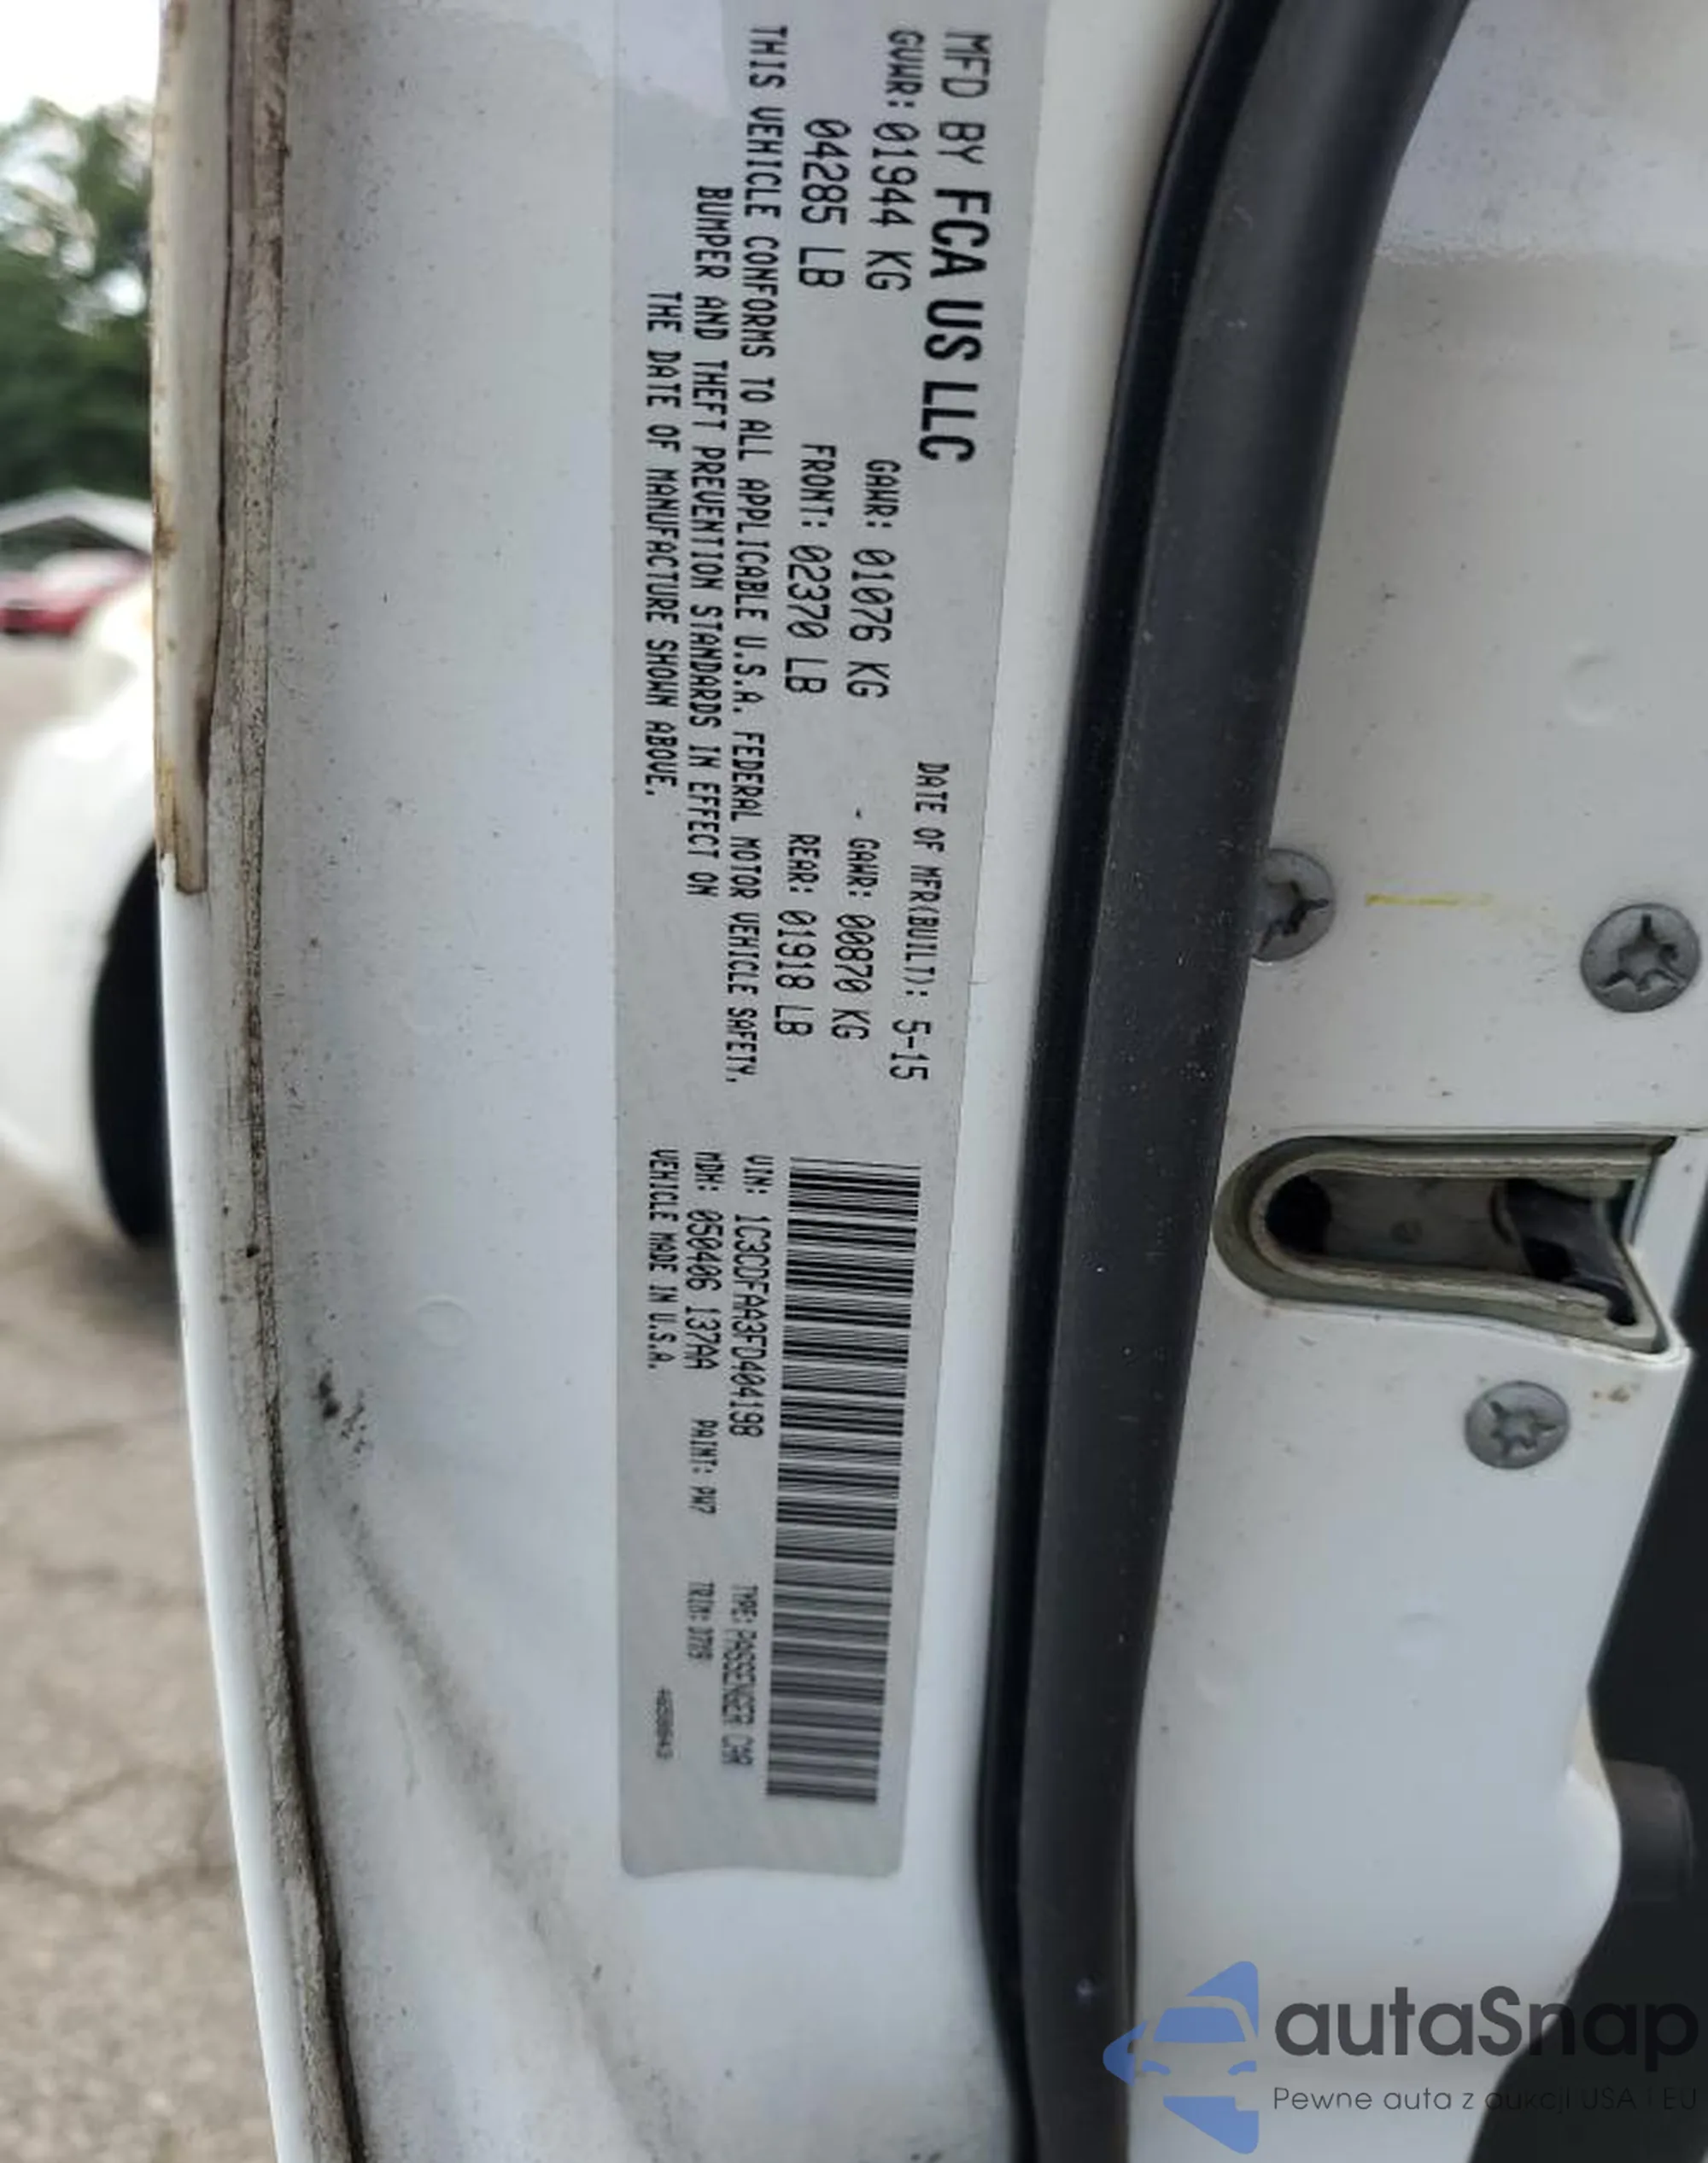 MFD BY FCA US LLC
DATE OF MFR(BUILT): 5-15
GVWR: 01944 KG GAWR: 01076 KG - GAWR: 00870 KG
04285 LB FRONT: 02370 LB REAR: 01918 LB
THIS VEHICLE CONFORMS TO ALL APPLICABLE U.S.A. FEDERAL MOTOR VEHICLE SAFETY,
BUMPER AND THEFT PREVENTION STANDARDS IN EFFECT ON
THE DATE OF MANUFACTURE SHOWN ABOVE.
VIN: 1C3CDFAA3FD404198 TYPE: PASSENGER CAR
MDH: 050406 137AA PAINT: PW7 TRIM:
VEHICLE MADE IN U.S.A.
autaSnap
Pewne auta z aukcji USA i EU